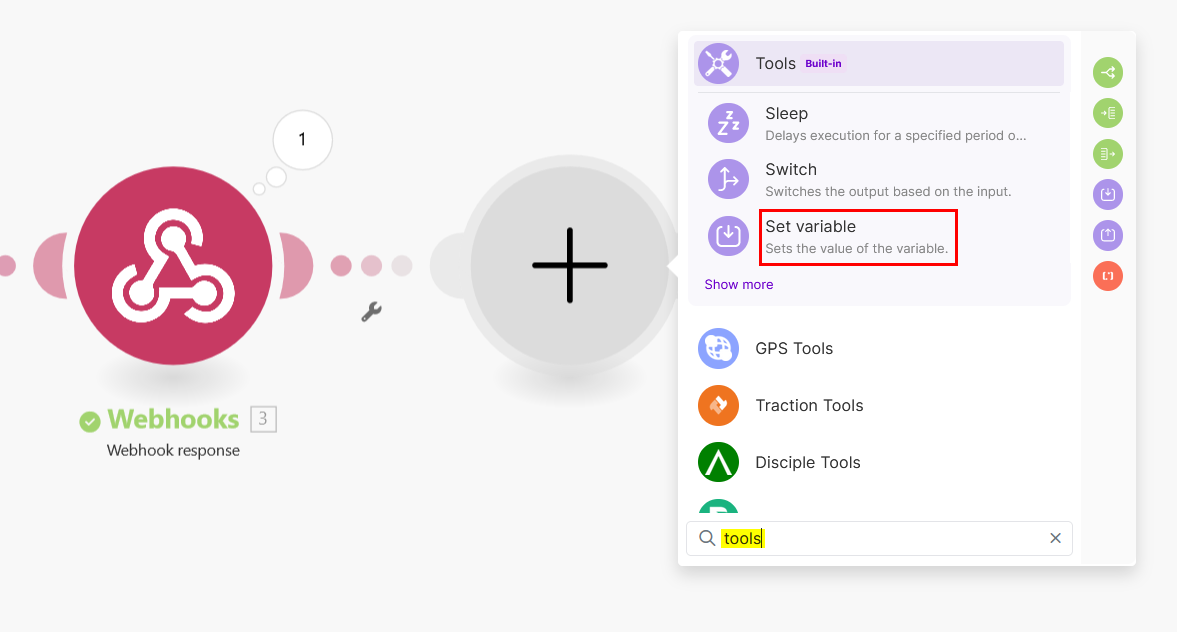 1
Webhooks 3
Webhook response
Tools Built-in
Sleep
Delays execution for a specified period o...
Switch
Switches the output based on the input.
Set variable
Sets the value of the variable.
Show more
GPS Tools
Traction Tools
Disciple Tools
tools